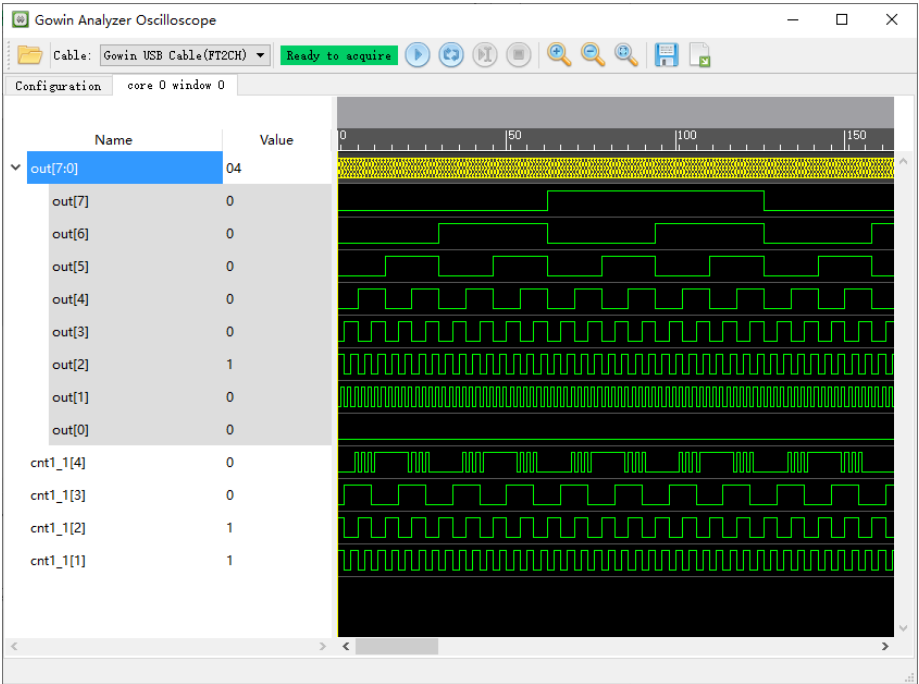 Gowin Analyzer Oscilloscope
Cable: Gowin USB Cable(FT2CH) Ready to acquire
Configuration core 0 window 0
Name Value 0 50 100 150
out[7:0] 04
out[7] 0
out[6] 0
out[5] 0
out[4] 0
out[3] 0
out[2] 1
out[1] 0
out[0] 0
cnt1_1[4] 0
cnt1_1[3] 0
cnt1_1[2] 1
cnt1_1[1] 1